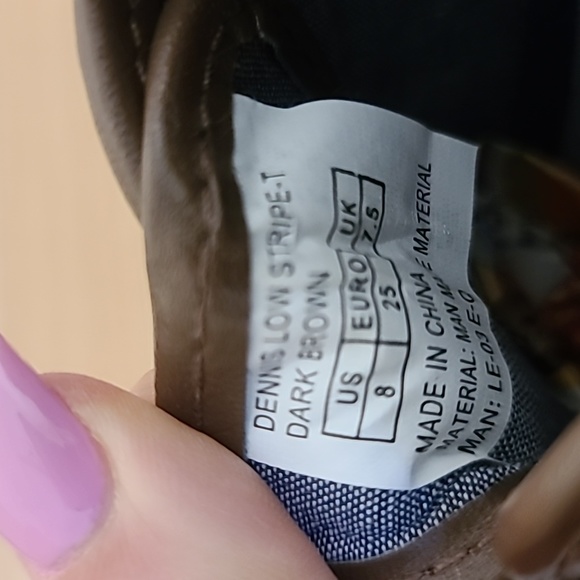 DENNIS LOW STRIPE-T
DARK BROWN
US EURO UK
8 25 7.5
MADE IN CHINA
MATERIAL: MAN MADE MATERIAL
MAN: LE-03 E-0